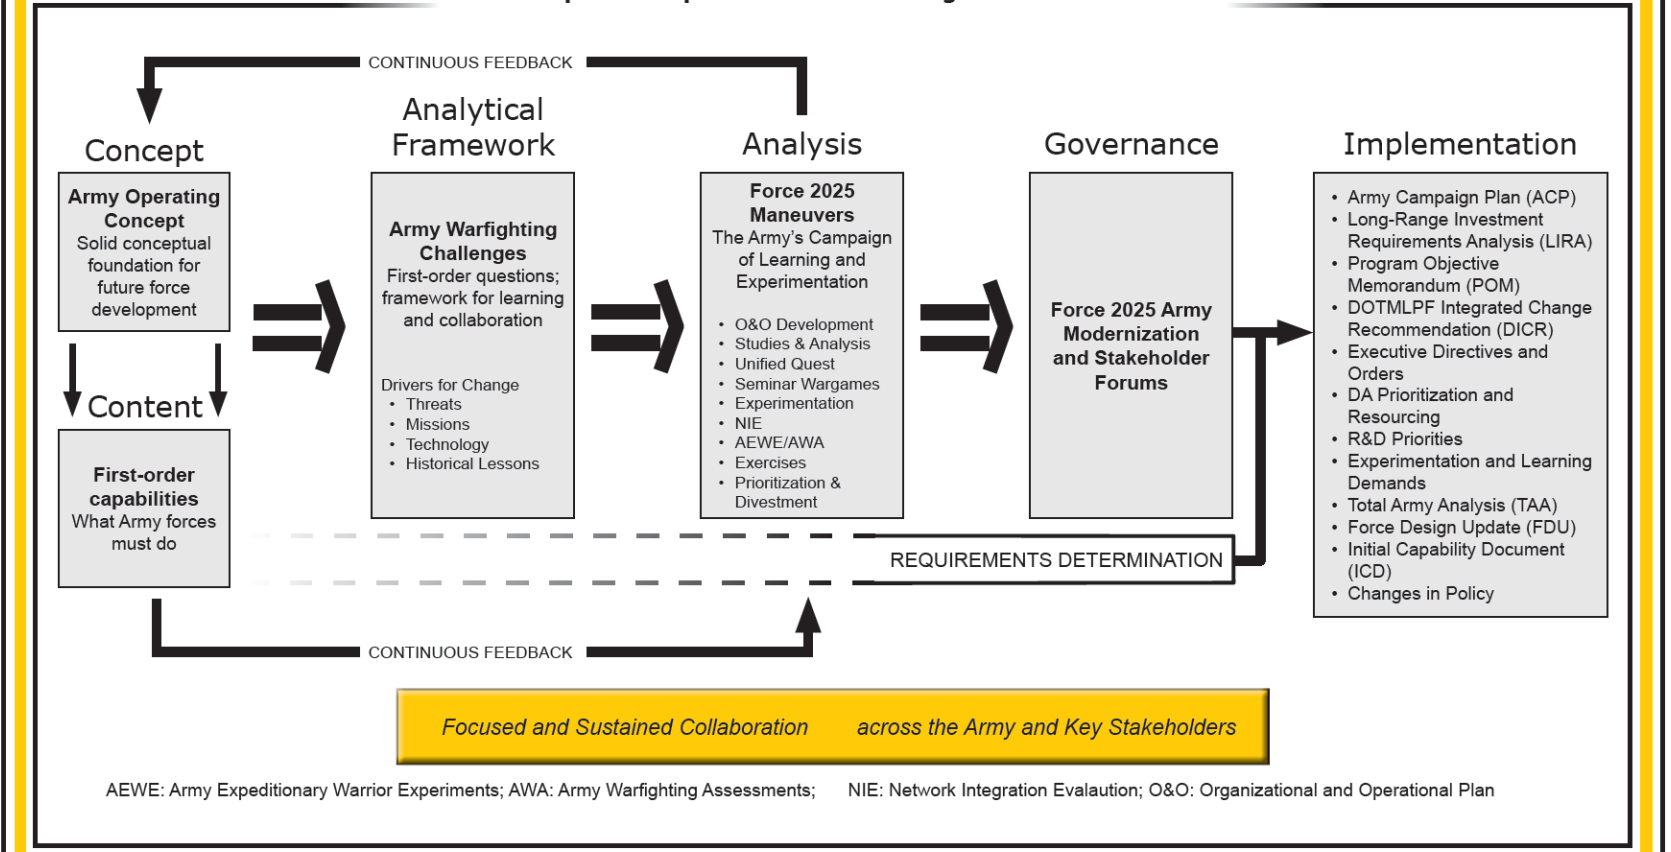 CONTINUOUS FEEDBACK
Concept
Army Operating
Concept
Solid conceptual
foundation for
future force
development
Content
First-order
capabilities
What Army forces
must do
Analytical
Framework
Army Warfighting
Challenges
First-order questions;
framework for learning
and collaboration
Drivers for Change
• Threats
• Missions
• Technology
• Historical Lessons
Analysis
Force 2025
Maneuvers
The Army's Campaign
of Learning and
Experimentation
• O&O Development
• Studies & Analysis
• Unified Quest
• Seminar Wargames
• Experimentation
• NIE
• AEWE/AWA
• Exercises
• Prioritization &
Divestment
Governance
Force 2025 Army
Modernization
and Stakeholder
Forums
Implementation
• Army Campaign Plan (ACP)
• Long-Range Investment
Requirements Analysis (LIRA)
• Program Objective
Memorandum (POM)
• DOTMLPF Integrated Change
Recommendation (DICR)
• Executive Directives and
Orders
• DA Prioritization and
Resourcing
• R&D Priorities
• Experimentation and Learning
Demands
• Total Army Analysis (TAA)
• Force Design Update (FDU)
• Initial Capability Document
(ICD)
• Changes in Policy
REQUIREMENTS DETERMINATION
CONTINUOUS FEEDBACK
Focused and Sustained Collaboration across the Army and Key Stakeholders
AEWE: Army Expeditionary Warrior Experiments; AWA: Army Warfighting Assessments; NIE: Network Integration Evalaution; O&O: Organizational and Operational Plan